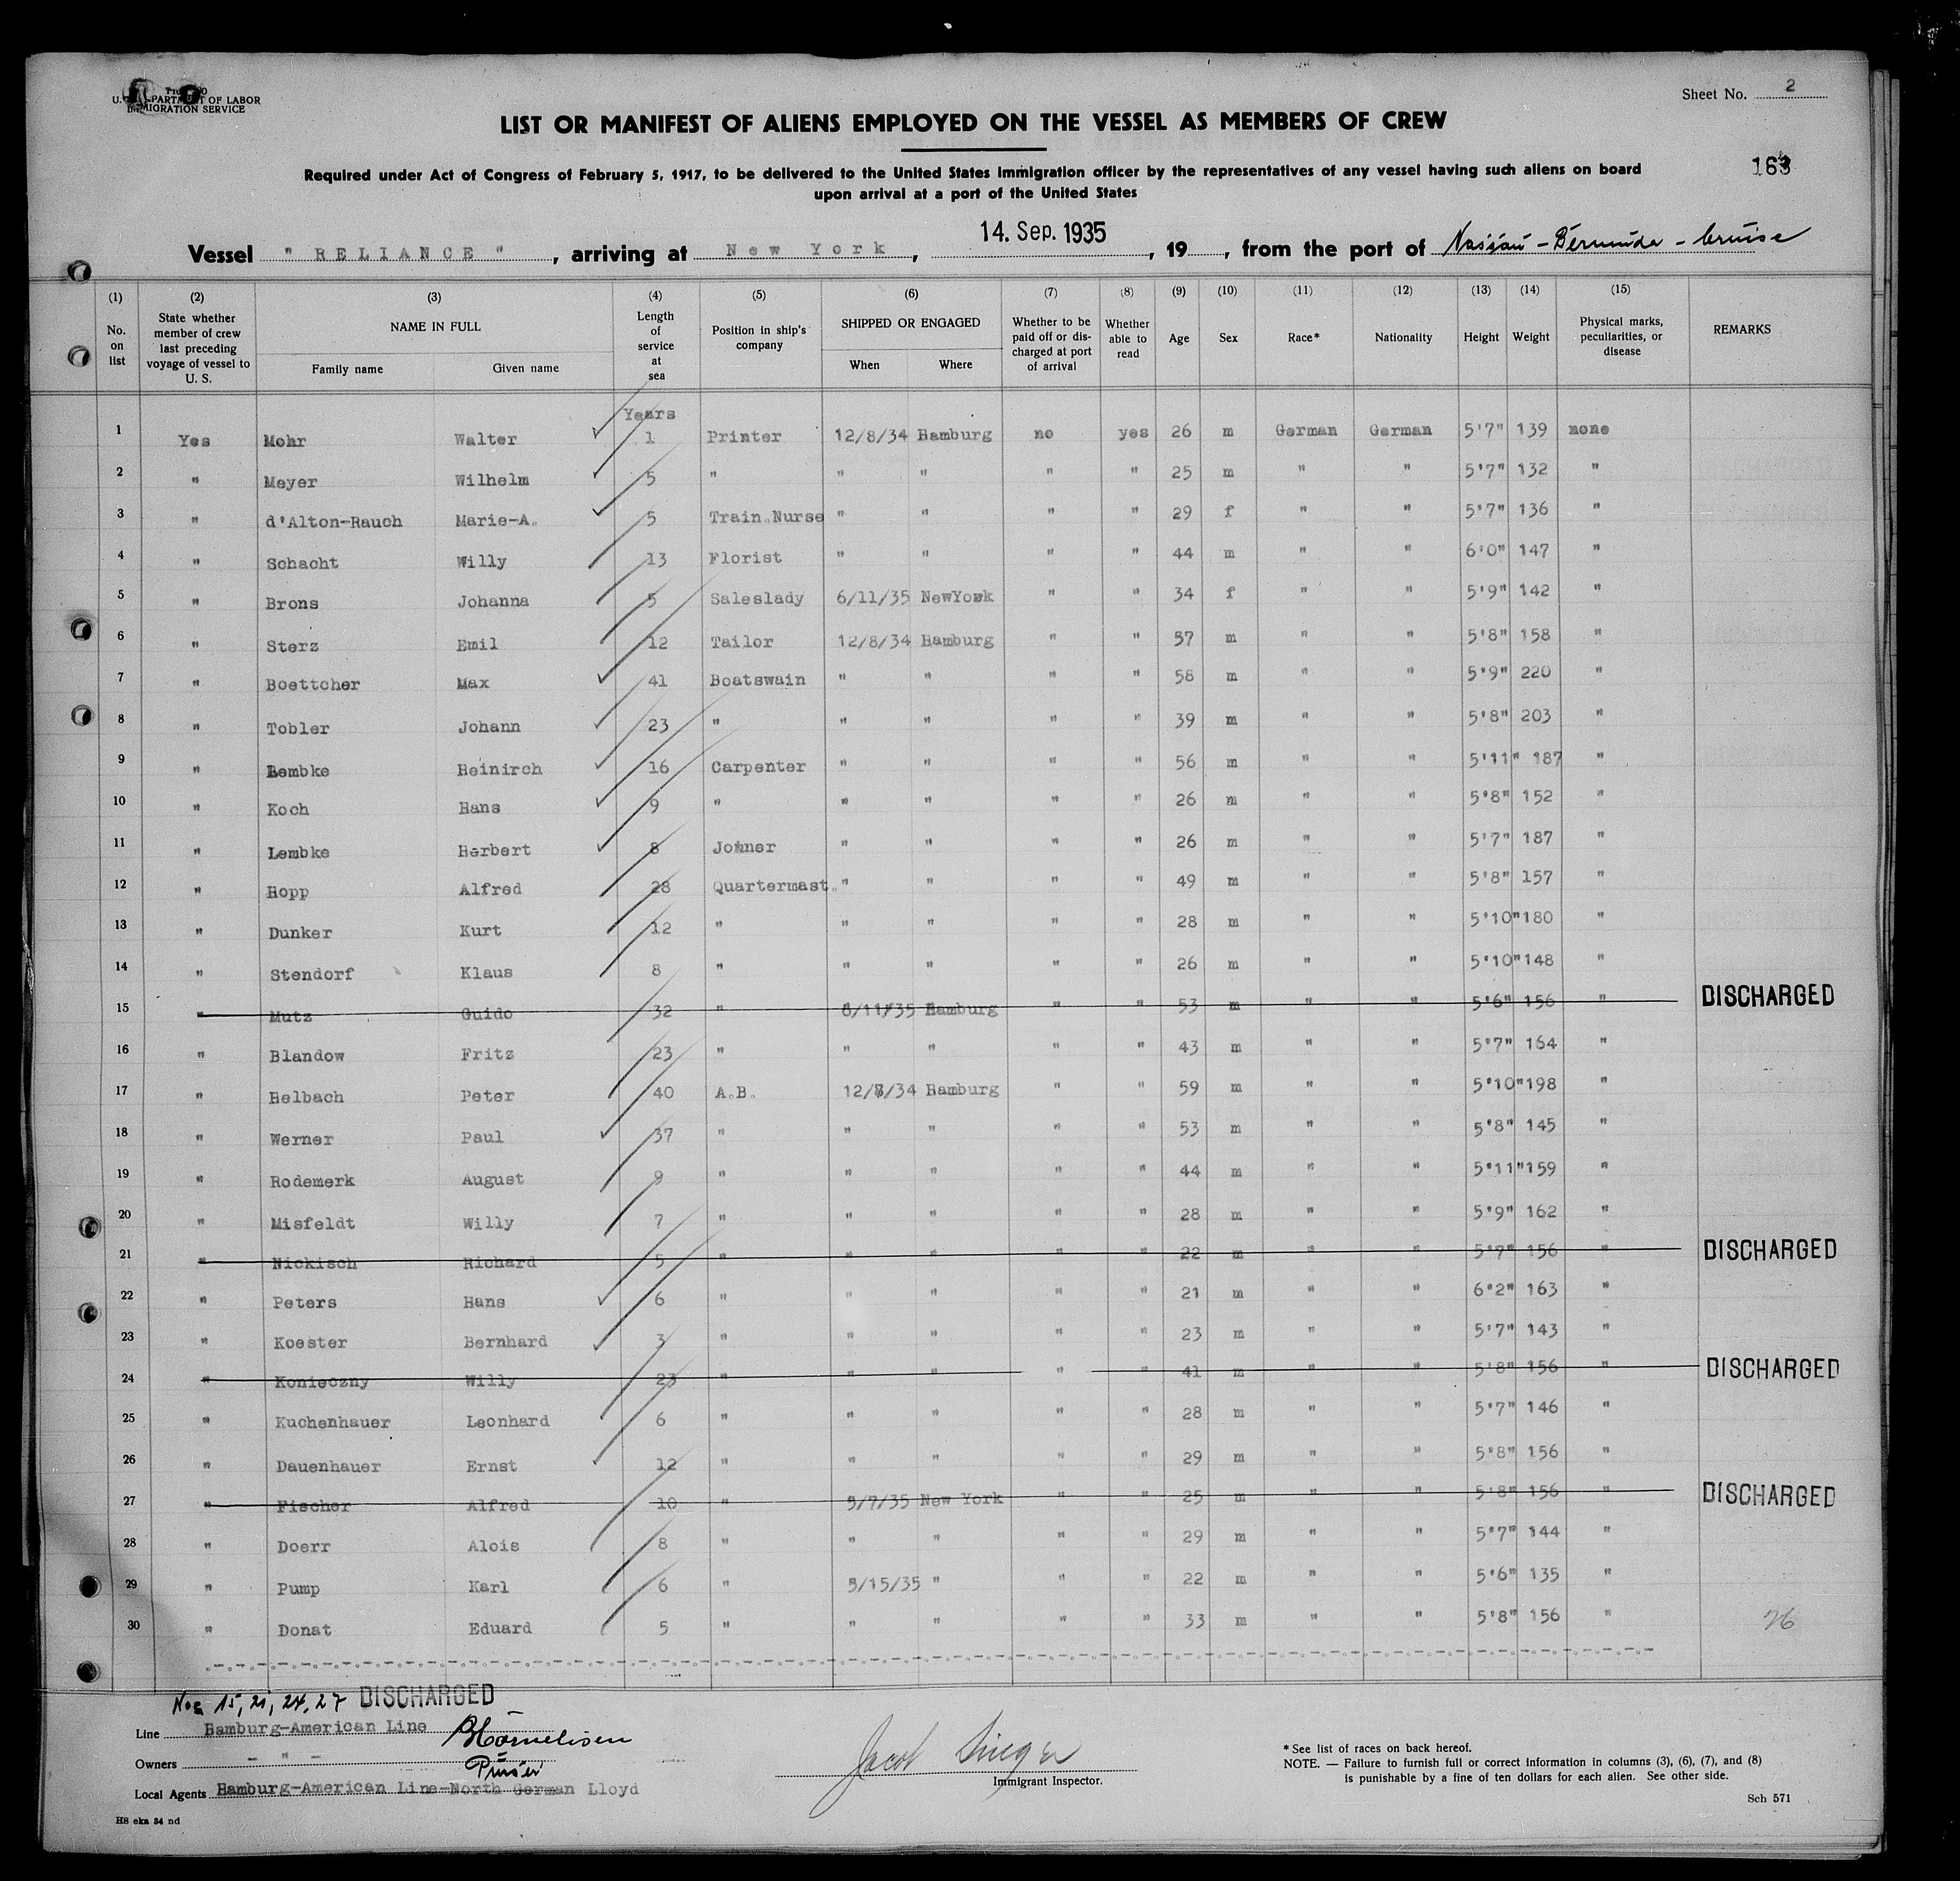 U. S. DEPARTMENT OF LABOR
IMMIGRATION SERVICE
Sheet No. 2
LIST OR MANIFEST OF ALIENS EMPLOYED ON THE VESSEL AS MEMBERS OF CREW
Required under Act of Congress of February 5, 1917, to be delivered to the United States immigration officer by the representatives of any vessel having such aliens on board
upon arrival at a port of the United States
163
Vessel " RELIANCE " , arriving at New York , 14. Sep. 1935 , 19 , from the port of Nassau - Bermuda - Cruise
(1) (2) (3) (4) (5) (6) (7) (8) (9) (10) (11) (12) (13) (14) (15)
No. on list State whether member of crew last preceding voyage of vessel to U. S. NAME IN FULL Family name Given name Length of service at sea Position in ship's company SHIPPED OR ENGAGED When Where Whether to be paid off or discharged at port of arrival Whether able to read Age Sex Race* Nationality Height Weight Physical marks, peculiarities, or disease REMARKS
Years
1 Yes Mohr Walter 1 Printer 12/8/34 Hamburg no yes 26 m German German 5'7" 139 none
2 " Meyer Wilhelm 5 " " " " " 25 m " " 5'7" 132 "
3 " d'Alton-Rauch Marie-A. 5 Train.Nurse " " " " 29 f " " 5'7" 136 "
4 " Schacht Willy 13 Florist " " " " 44 m " " 6'0" 147 "
5 " Brons Johanna 5 Saleslady 6/11/35 NewYork " " 34 f " " 5'9" 142 "
6 " Sterz Emil 12 Tailor 12/8/34 Hamburg " " 57 m " " 5'8" 158 "
7 " Boettcher Max 41 Boatswain " " " " 58 m " " 5'9" 220 "
8 " Tobler Johann 23 " " " " " 39 m " " 5'8" 203 "
9 " Lembke Heinirch 16 Carpenter " " " " 56 m " " 5'11" 187 "
10 " Koch Hans 9 " " " " " 26 m " " 5'8" 152 "
11 " Lembke Herbert 8 Joiner " " " " 26 m " " 5'7" 187 "
12 " Hopp Alfred 28 Quartermast. " " " " 49 m " " 5'8" 157 "
13 " Dunker Kurt 12 " " " " " 28 m " " 5'10" 180 "
14 " Stendorf Klaus 8 " " " " " 26 m " " 5'10" 148 "
15 " Mutz Guido 32 " 8/11/35 Hamburg " " 53 m " " 5'6" 156 " DISCHARGED
16 " Blandow Fritz 23 " " " " " 43 m " " 5'7" 164 "
17 " Helbach Peter 40 A.B. 12/8/34 Hamburg " " 59 m " " 5'10" 198 "
18 " Werner Paul 37 " " " " " 53 m " " 5'8" 145 "
19 " Rodemerk August 9 " " " " " 44 m " " 5'11" 159 "
20 " Misfeldt Willy 7 " " " " " 28 m " " 5'9" 162 "
21 " Nickisch Richard 5 " " " " " 22 m " " 5'7" 156 " DISCHARGED
22 " Peters Hans 6 " " " " " 21 m " " 6'2" 163 "
23 " Koester Bernhard 3 " " " " " 23 m " " 5'7" 143 "
24 " Konieczny Willy 23 " " " " " 41 m " " 5'8" 156 " DISCHARGED
25 " Kuchenhauer Leonhard 6 " " " " " 28 m " " 5'7" 146 "
26 " Dauenhauer Ernst 12 " " " " " 29 m " " 5'8" 156 "
27 " Fischer Alfred 10 " 5/7/35 New York " " 25 m " " 5'8" 156 " DISCHARGED
28 " Doerr Alois 8 " " " " " 29 m " " 5'7" 144 "
29 " Pump Karl 6 " 5/15/35 " " " 22 m " " 5'6" 135 "
30 " Donat Eduard 5 " " " " " 33 m " " 5'8" 156 " 26
Nos 15, 21, 24, 27 DISCHARGED
Line Hamburg-American Line
Owners - " -
Purser
Local Agents Hamburg-American Line-North German Lloyd
HS eka 34 nd
Jacob
Immigrant Inspector.
* See list of races on back hereof.
NOTE. — Failure to furnish full or correct information in columns (3), (6), (7), and (8)
is punishable by a fine of ten dollars for each alien. See other side.
Sch 571